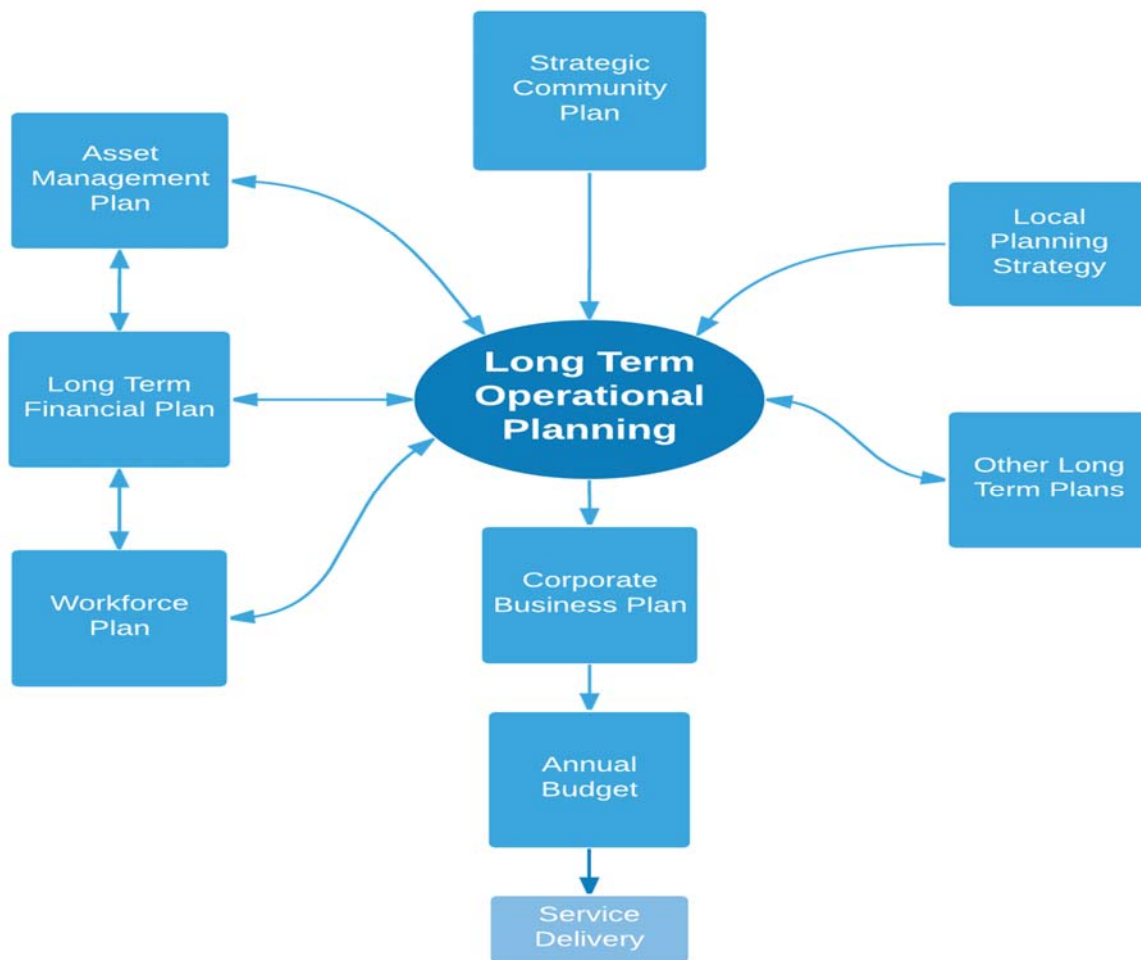 Strategic
Community
Plan
Asset
Management
Plan
Local
Planning
Strategy
Long Term
Operational
Planning
Long Term
Financial Plan
Other Long
Term Plans
Corporate
Business Plan
Workforce
Plan
Annual
Budget
Service
Delivery